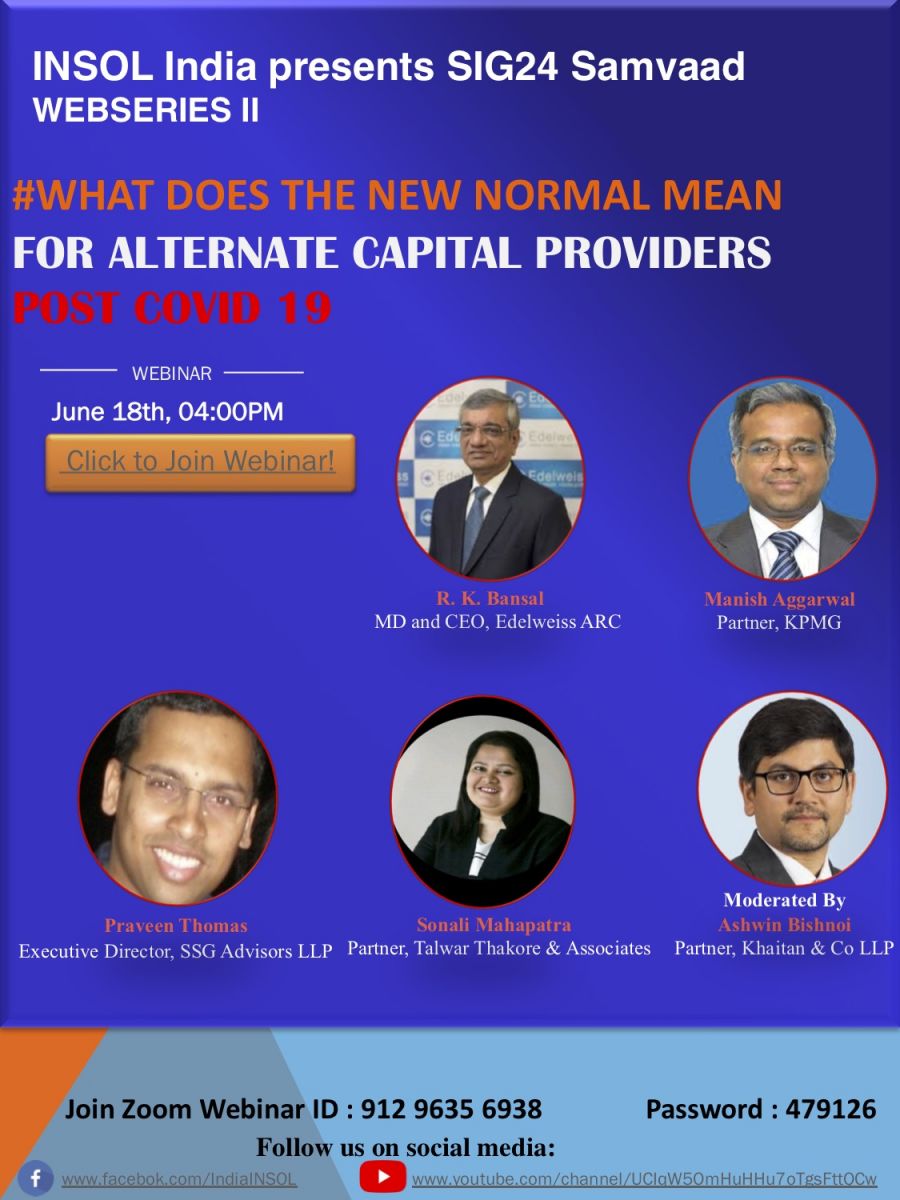 INSOL India presents SIG24 Samvaad
WEBSERIES II
#WHAT DOES THE NEW NORMAL MEAN
FOR ALTERNATE CAPITAL PROVIDERS
POST COVID 19
WEBINAR
June 18th, 04:00PM
Click to Join Webinar!
Edelweiss
R. K. Bansal
MD and CEO, Edelweiss ARC
Manish Aggarwal
Partner, KPMG
Praveen Thomas
Executive Director, SSG Advisors LLP
Sonali Mahapatra
Partner, Talwar Thakore & Associates
Moderated By
Ashwin Bishnoi
Partner, Khaitan & Co LLP
Join Zoom Webinar ID : 912 9635 6938 Password : 479126
Follow us on social media:
www.facebok.com/IndiaINSOL www.youtube.com/channel/UCIqW5OmHuHHu7oTgsFttOCw